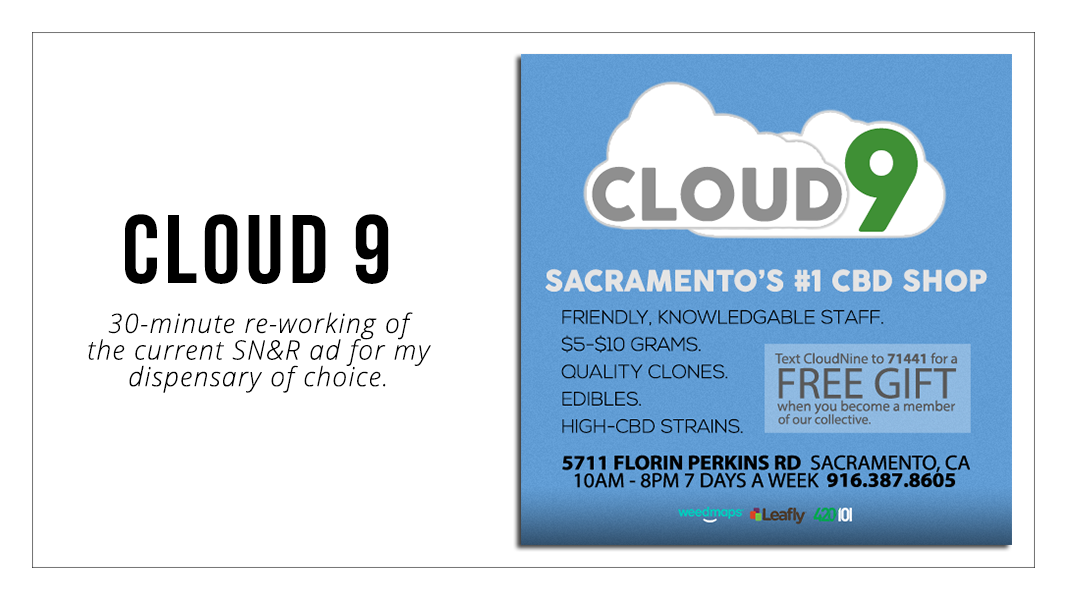 CLOUD 9
30-minute re-working of
the current SN&R ad for my
dispensary of choice.
CLOUD9
SACRAMENTO'S #1 CBD SHOP
FRIENDLY, KNOWLEDGABLE STAFF.
$5-$10 GRAMS.
QUALITY CLONES.
EDIBLES.
HIGH-CBD STRAINS.
Text CloudNine to 71441 for a
FREE GIFT
when you become a member
of our collective.
5711 FLORIN PERKINS RD SACRAMENTO, CA
10AM - 8PM 7 DAYS A WEEK 916.387.8605
weedmaps Leafly 420101